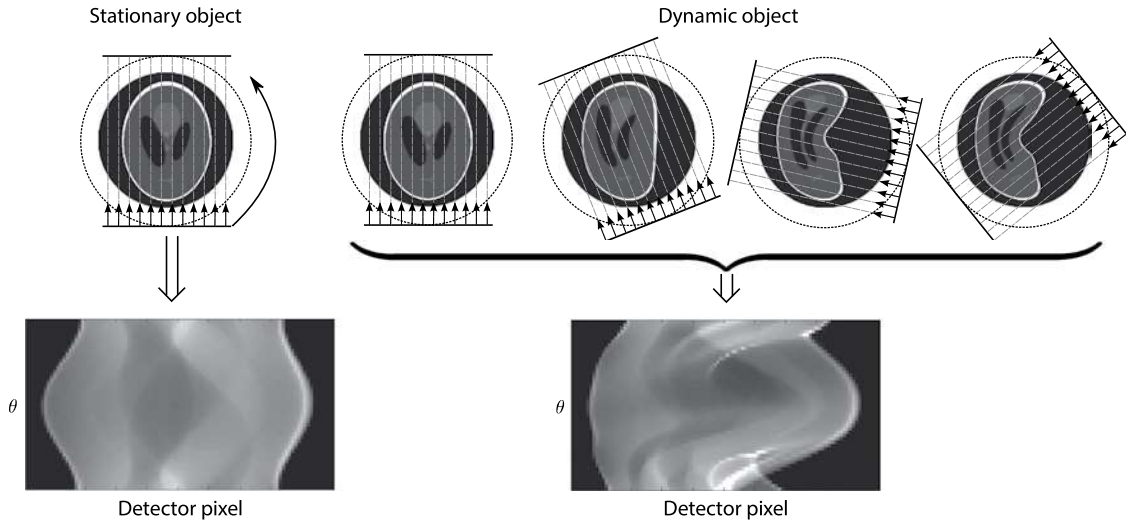 Stationary object
Dynamic object
θ
θ
Detector pixel
Detector pixel